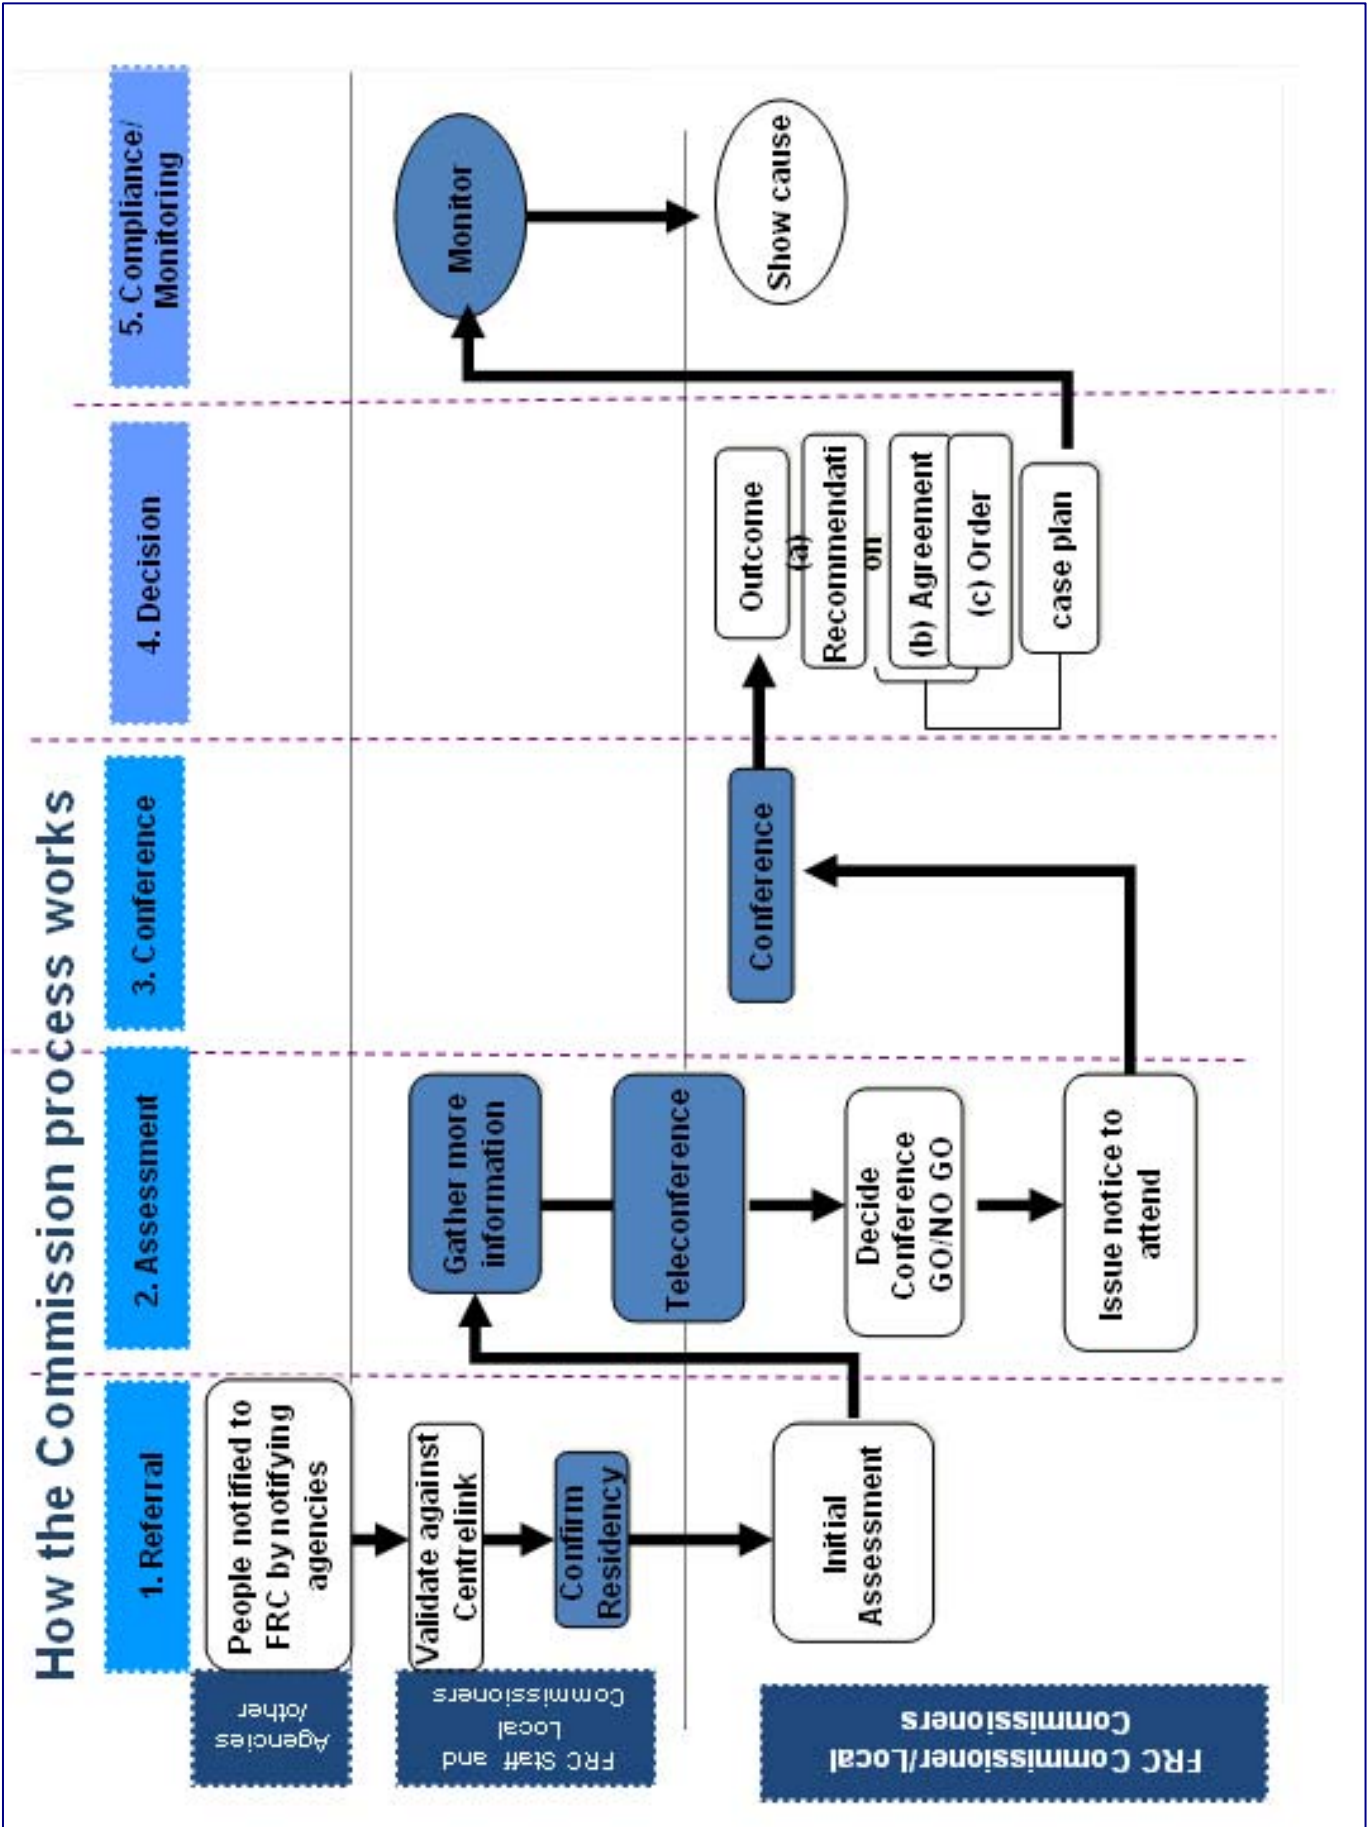 How the Commission process works
1. Referral
2. Assessment
3. Conference
4. Decision
5. Compliance/
Monitoring
Agencies
/other
People notified to
FRC by notifying
agencies
FRC Staff and
Local
Commissioners
Validate against
Centrelink
Confirm
Residency
Gather more
information
Teleconference
Monitor
FRC Commissioner/Local
Commissioners
Initial
Assessment
Decide
Conference
GO/NO GO
Issue notice to
attend
Conference
Outcome
(a)
Recommendati
on
(b) Agreement
(c) Order
case plan
Show cause